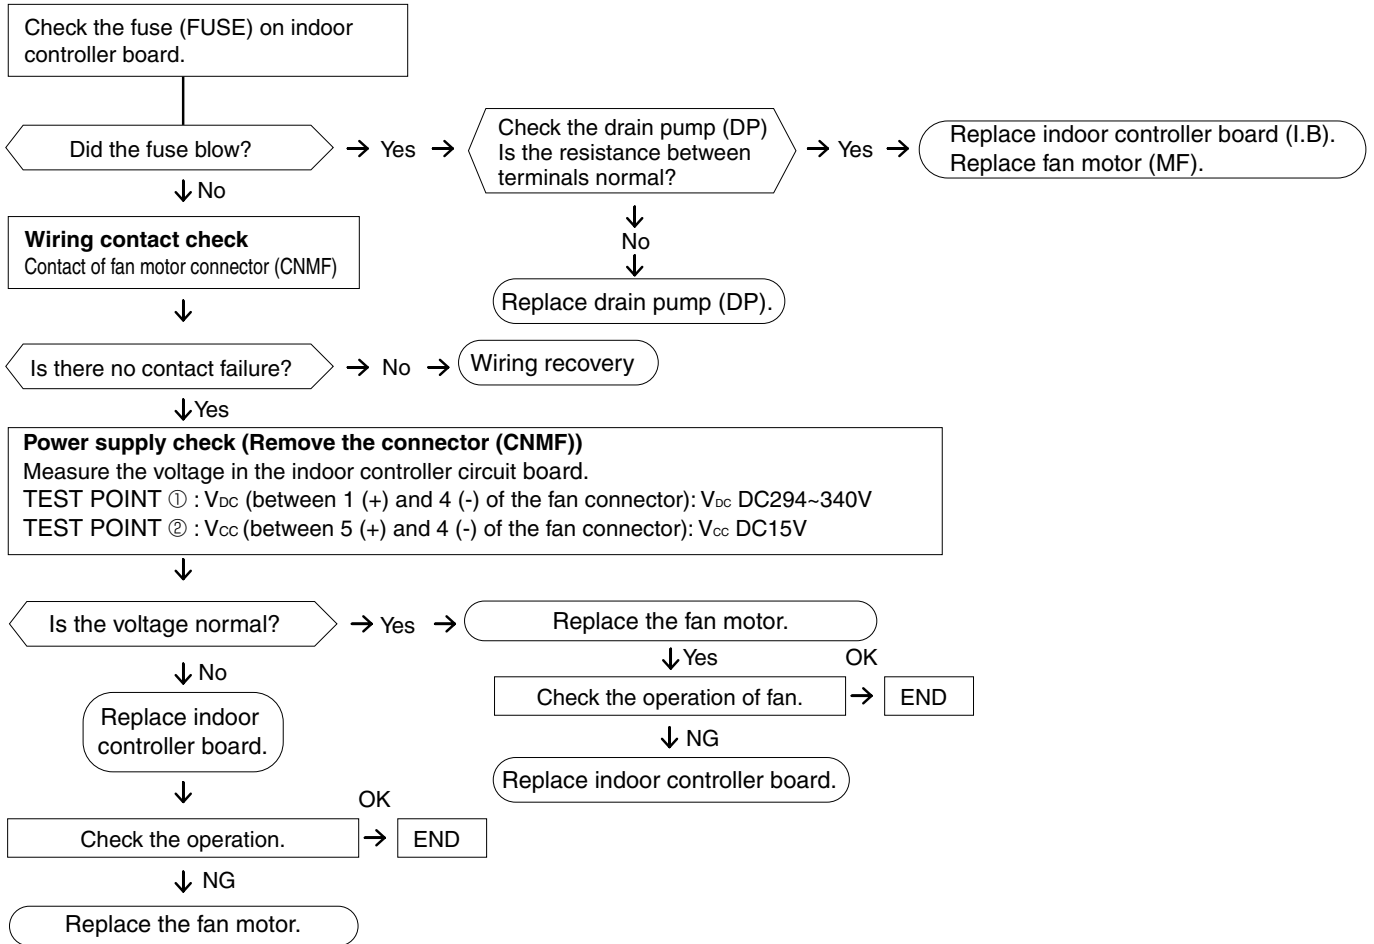 Check the fuse (FUSE) on indoor
controller board.
Did the fuse blow?
Yes
Check the drain pump (DP)
Is the resistance between
terminals normal?
Yes
Replace indoor controller board (I.B).
Replace fan motor (MF).
No
Wiring contact check
Contact of fan motor connector (CNMF)
No
Replace drain pump (DP).
Is there no contact failure?
No
Wiring recovery
Yes
Power supply check (Remove the connector (CNMF))
Measure the voltage in the indoor controller circuit board.
TEST POINT ① : VDC (between 1 (+) and 4 (-) of the fan connector): VDC DC294~340V
TEST POINT ② : VCC (between 5 (+) and 4 (-) of the fan connector): VCC DC15V
Is the voltage normal?
Yes
Replace the fan motor.
Yes
OK
Check the operation of fan.
END
NG
Replace indoor controller board.
No
Replace indoor
controller board.
OK
Check the operation.
END
NG
Replace the fan motor.